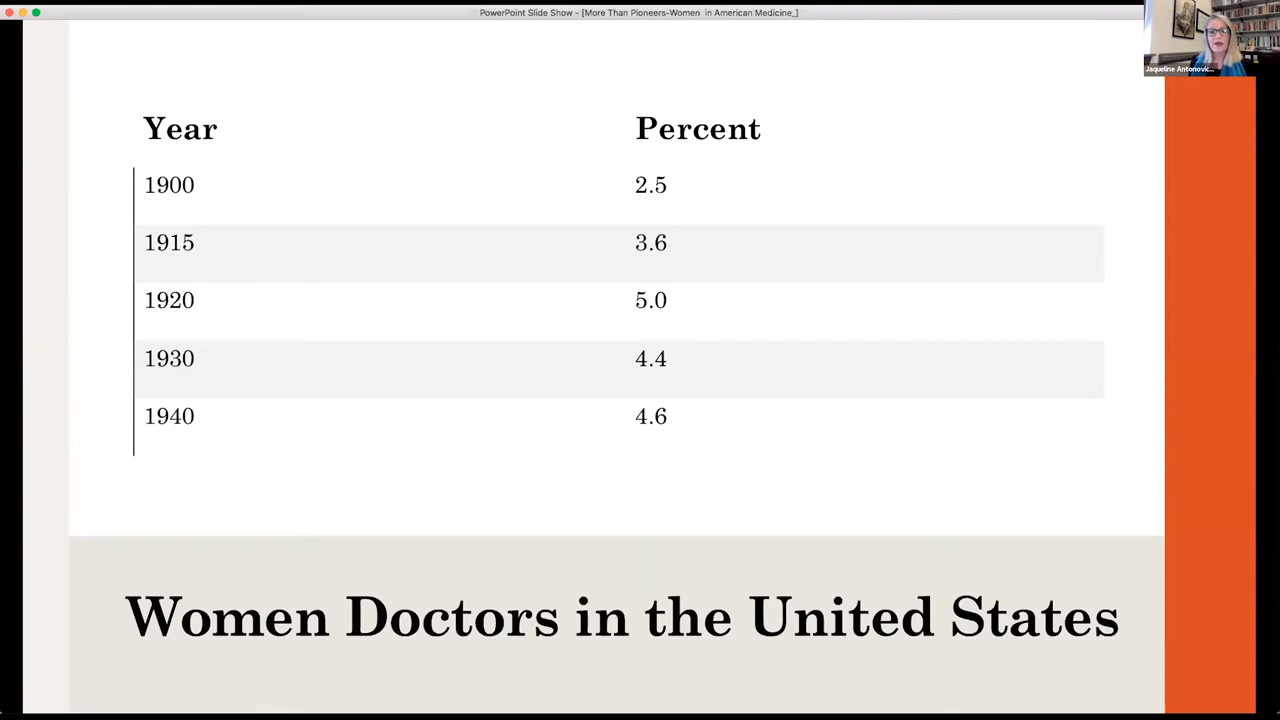 PowerPoint Slide Show - [More Than Pioneers-Women  in American Medicine_]
Jaqueline Antonovic...
Year Percent
1900 2.5
1915 3.6
1920 5.0
1930 4.4
1940 4.6
Women Doctors in the United States